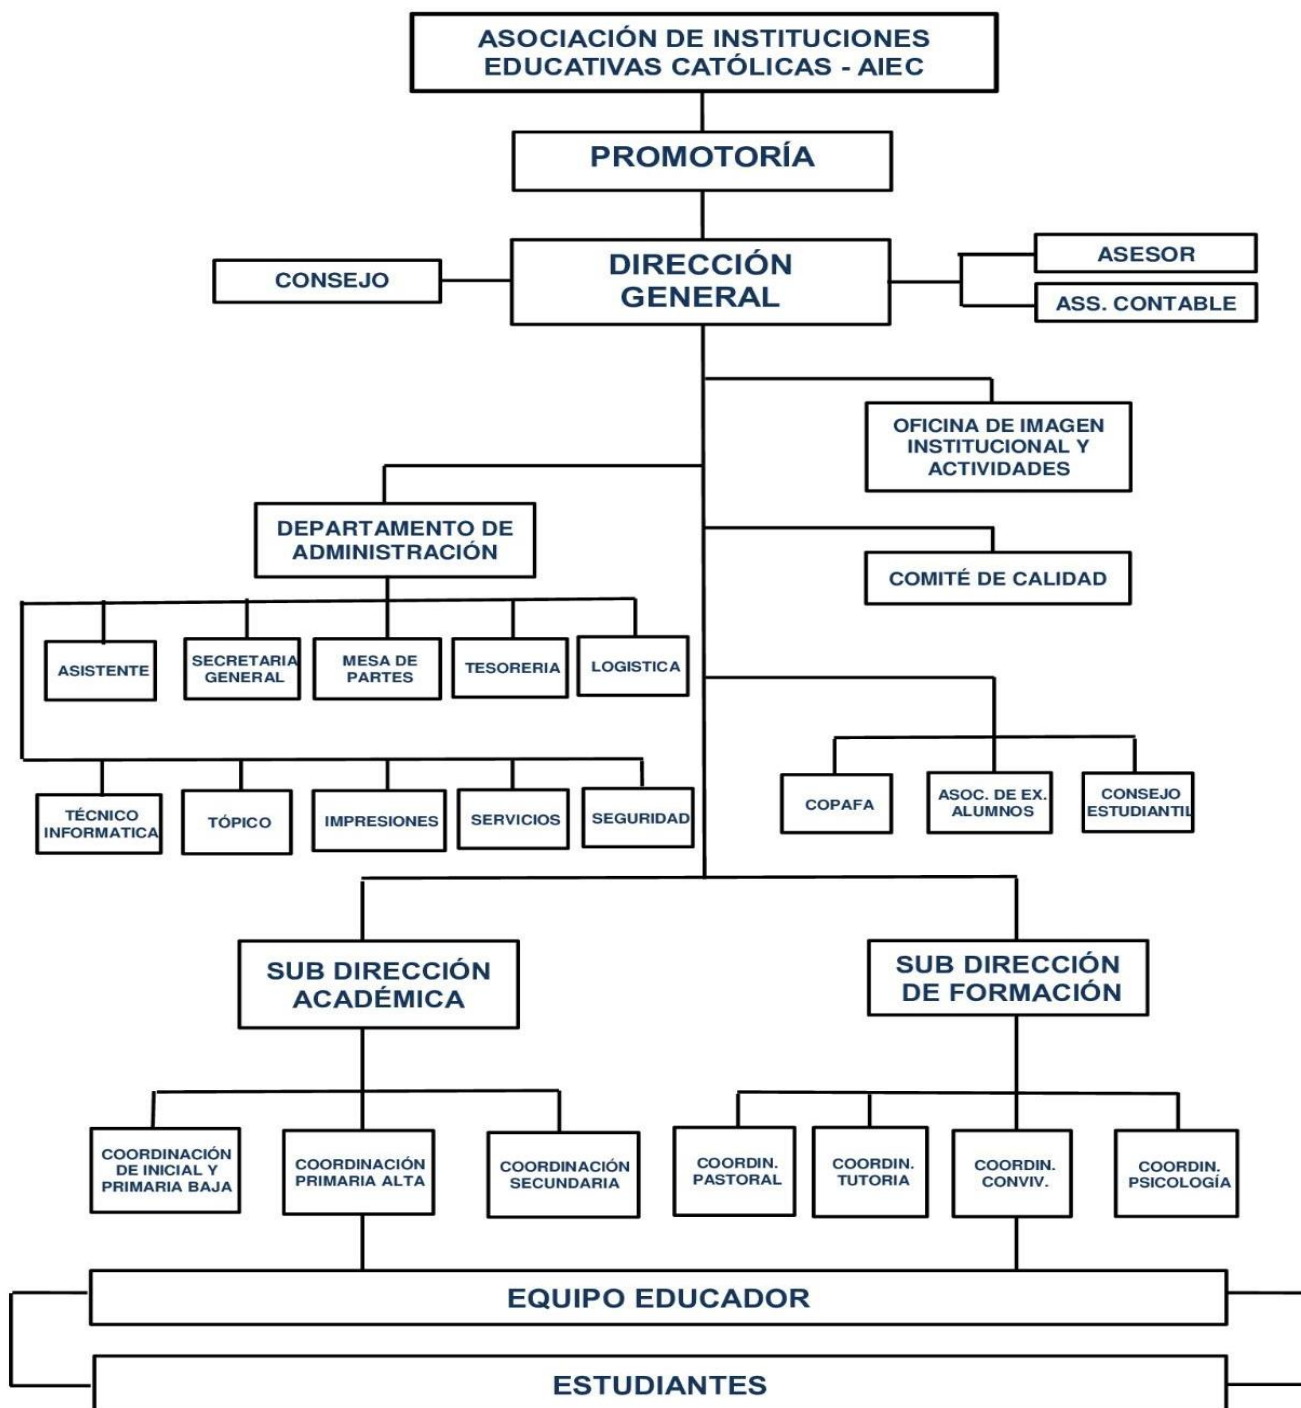 ASOCIACIÓN DE INSTITUCIONES
EDUCATIVAS CATÓLICAS - AIEC
PROMOTORÍA
DIRECCIÓN
GENERAL
CONSEJO
ASESOR
ASS. CONTABLE
OFICINA DE IMAGEN
INSTITUCIONAL Y
ACTIVIDADES
DEPARTAMENTO DE
ADMINISTRACIÓN
COMITÉ DE CALIDAD
ASISTENTE
SECRETARIA
GENERAL
MESA DE
PARTES
TESORERIA
LOGISTICA
TÉCNICO
INFORMATICA
TÓPICO
IMPRESIONES
SERVICIOS
SEGURIDAD
COPAFA
ASOC. DE EX.
ALUMNOS
CONSEJO
ESTUDIANTIL
SUB DIRECCIÓN
ACADÉMICA
SUB DIRECCIÓN
DE FORMACIÓN
COORDINACIÓN
DE INICIAL Y
PRIMARIA BAJA
COORDINACIÓN
PRIMARIA ALTA
COORDINACIÓN
SECUNDARIA
COORDIN.
PASTORAL
COORDIN.
TUTORIA
COORDIN.
CONVIV.
COORDIN.
PSICOLOGÍA
EQUIPO EDUCADOR
ESTUDIANTES